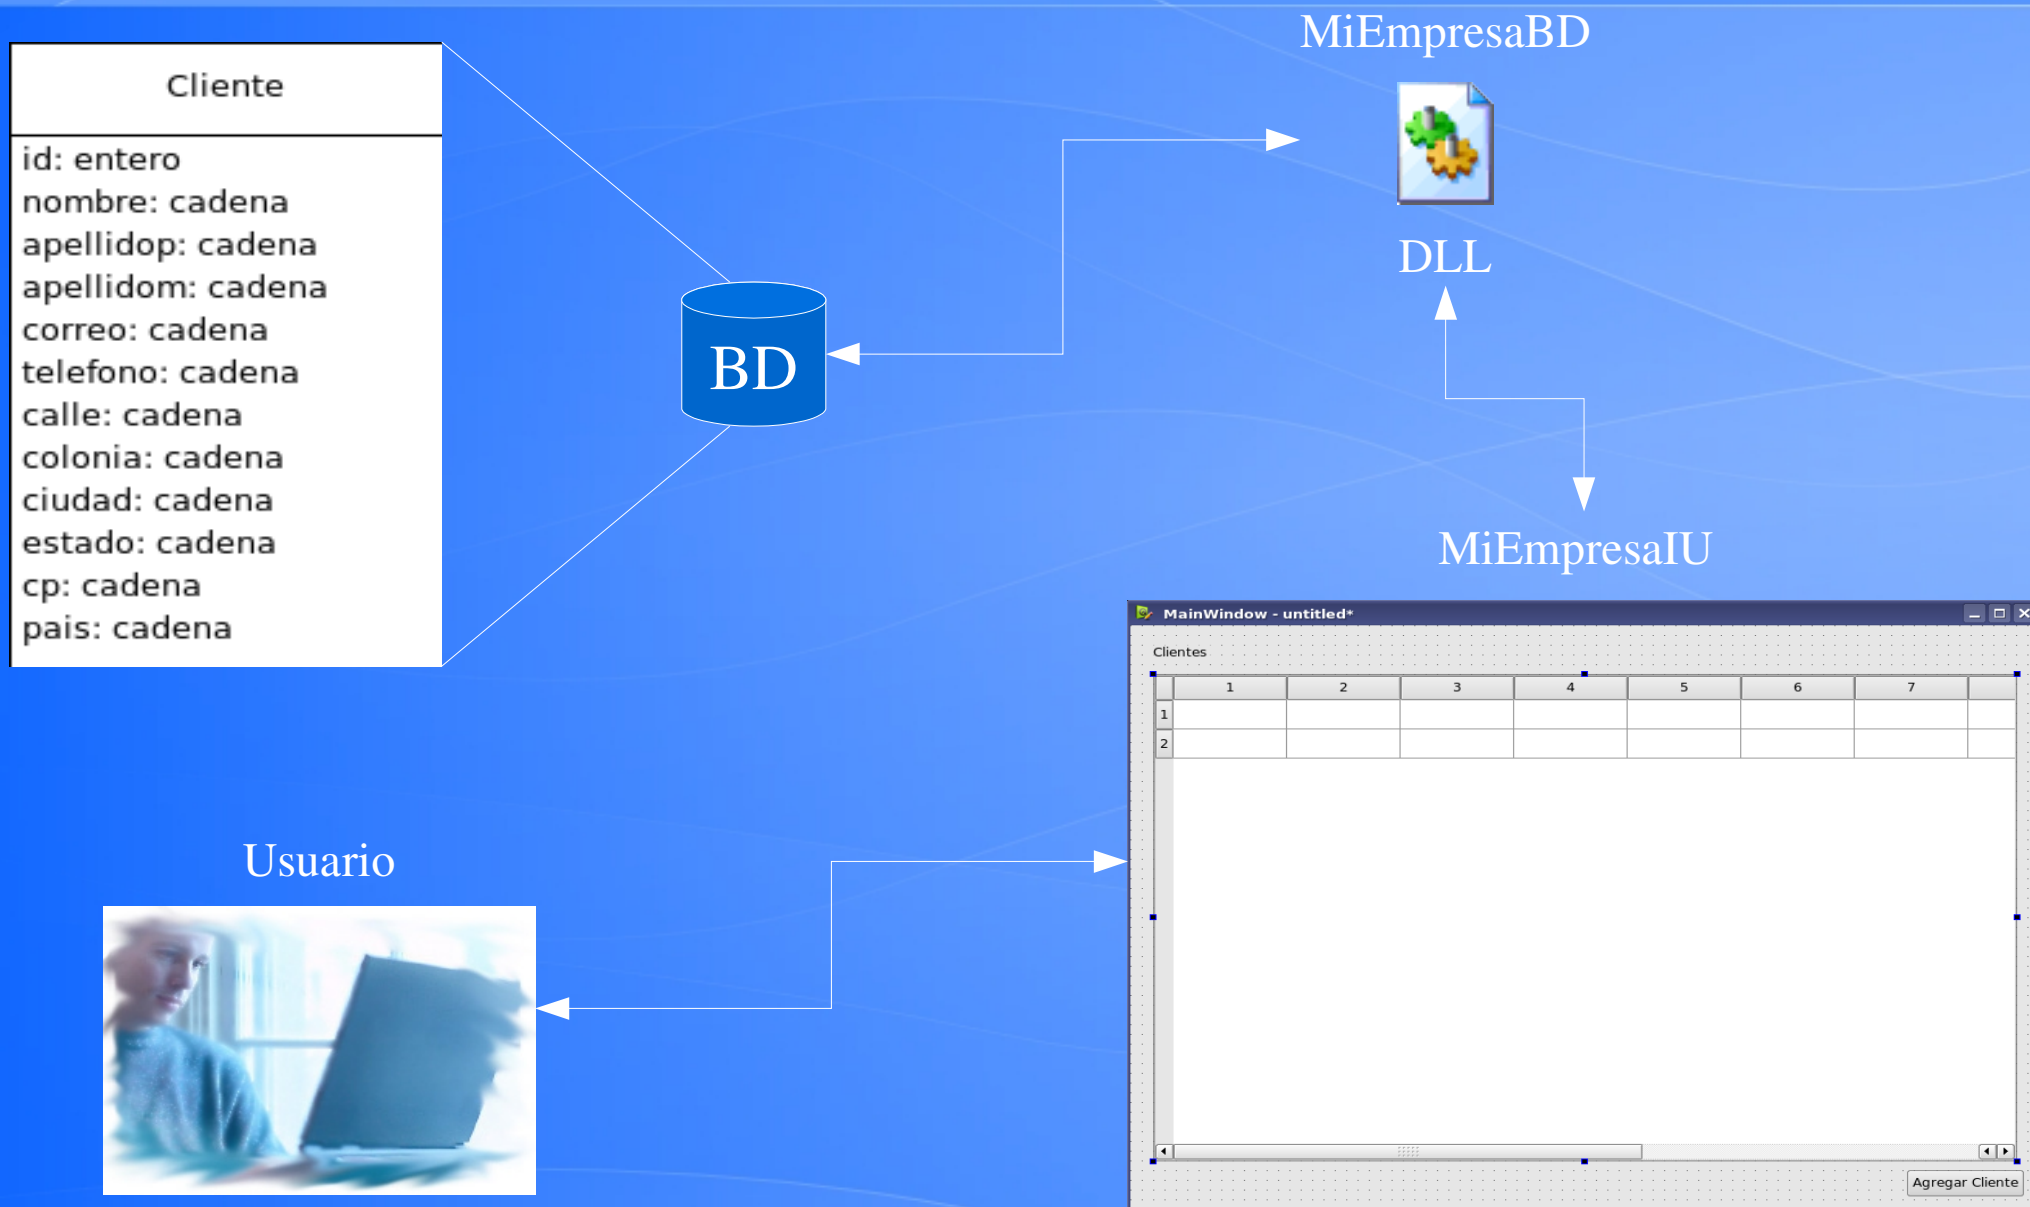 MiEmpresaBD
Cliente
id: entero
nombre: cadena
apellidop: cadena
apellidom: cadena
correo: cadena
telefono: cadena
calle: cadena
colonia: cadena
ciudad: cadena
estado: cadena
cp: cadena
pais: cadena
BD
DLL
MiEmpresaIU
MainWindow - untitled*
Clientes
1 2 3 4 5 6 7
1
2
Agregar Cliente
Usuario